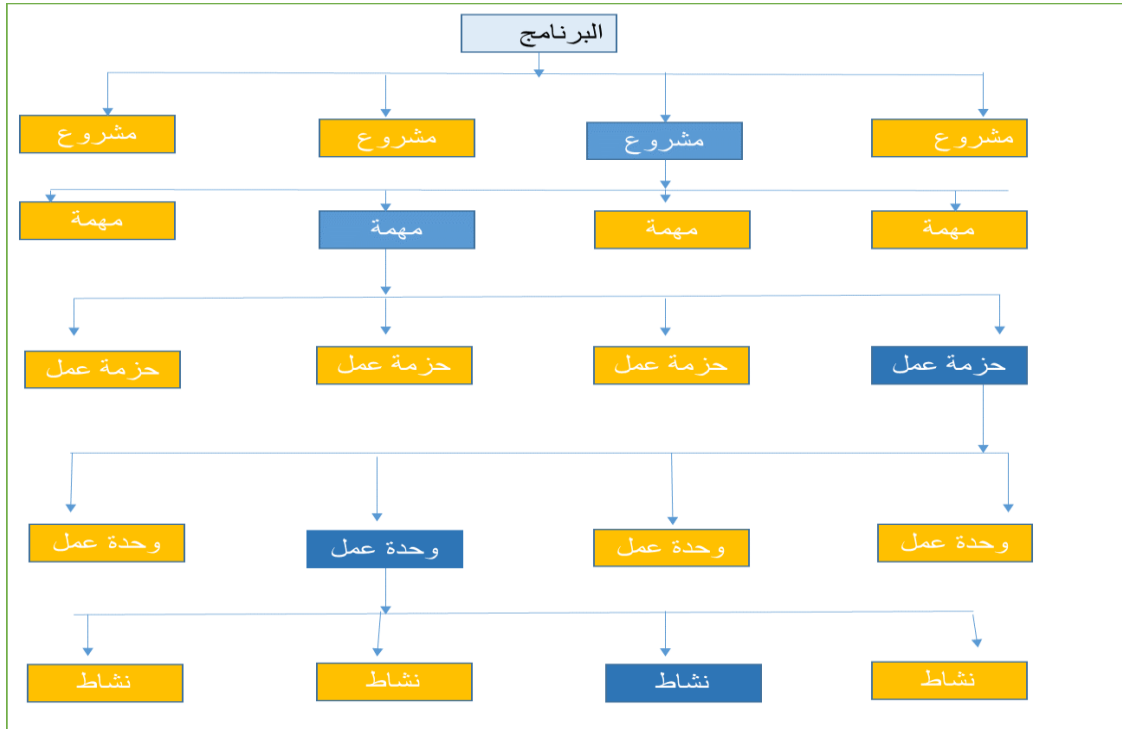 البرنامج
مشروع
مشروع
مشروع
مشروع
مهمة
مهمة
مهمة
مهمة
حزمة عمل
حزمة عمل
حزمة عمل
حزمة عمل
وحدة عمل
وحدة عمل
وحدة عمل
وحدة عمل
نشاط
نشاط
نشاط
نشاط